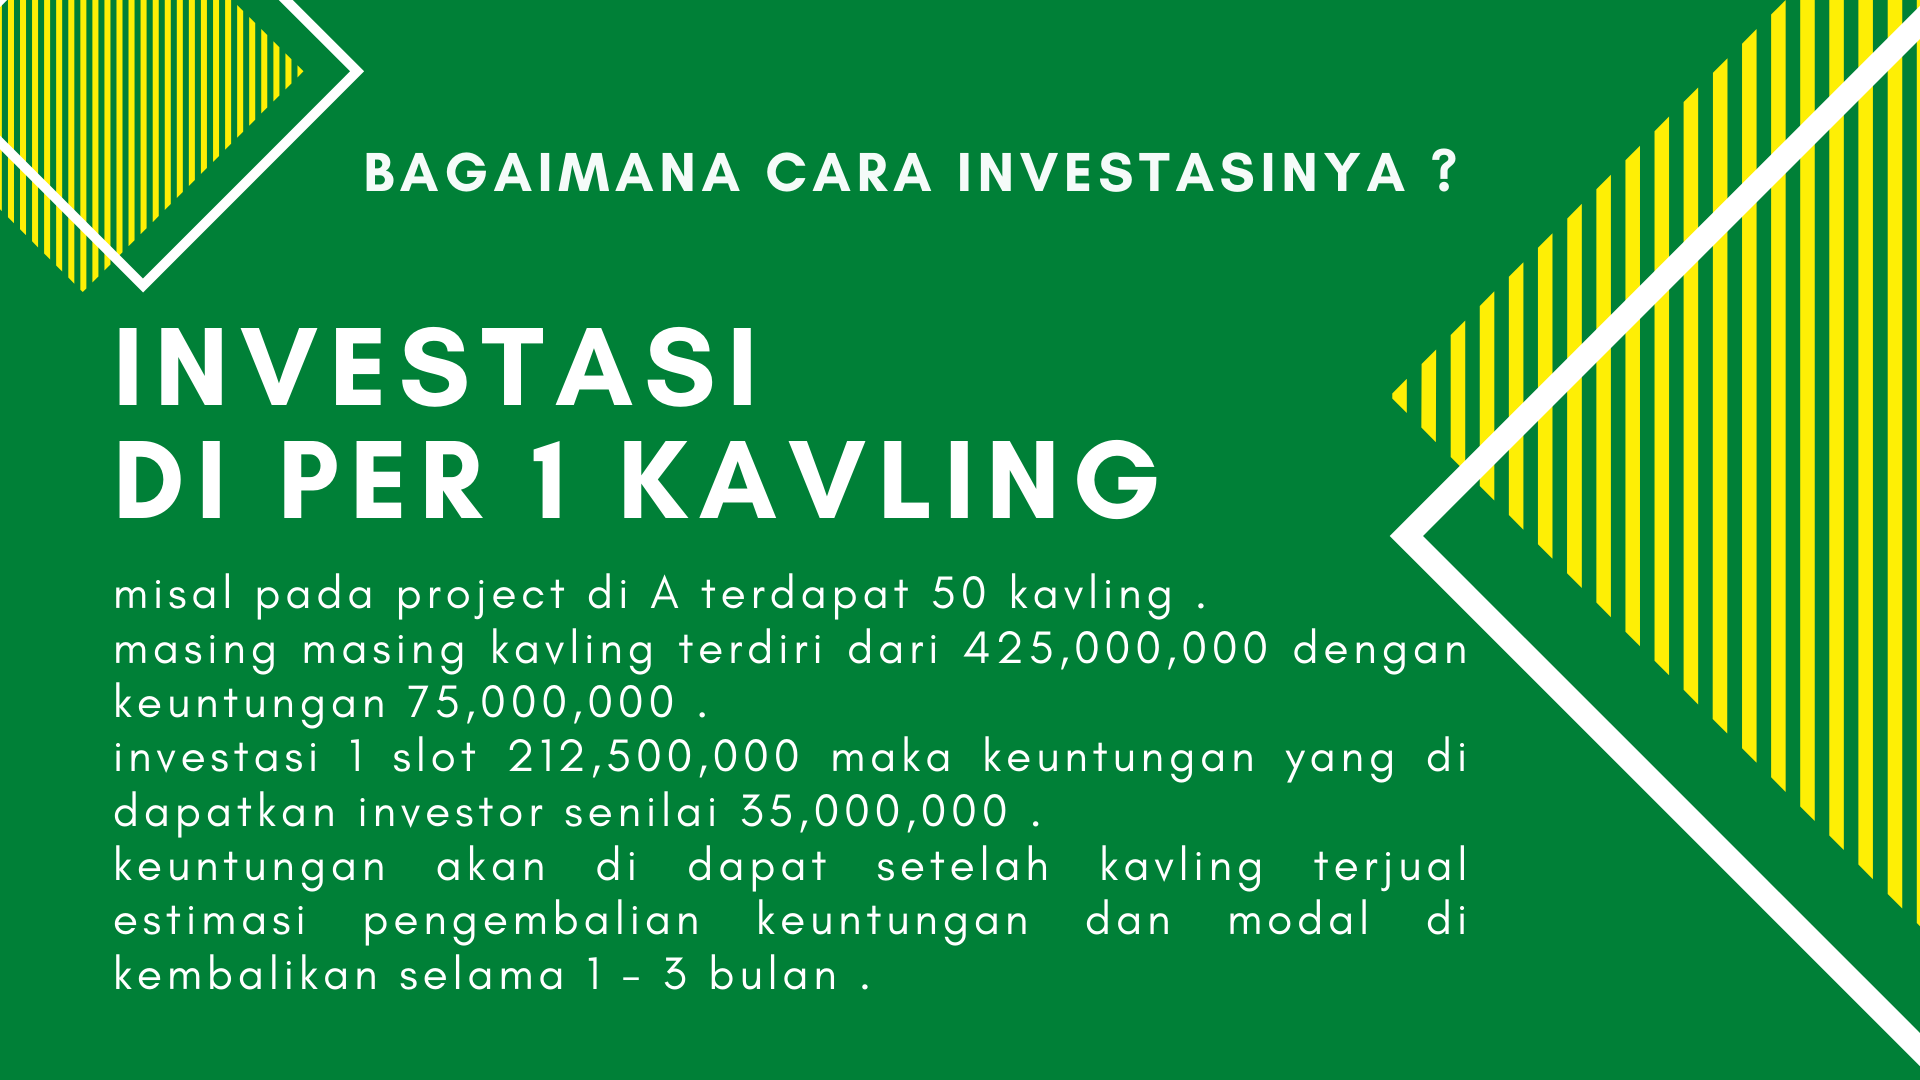 BAGAIMANA CARA INVESTASINYA ?
INVESTASI
DI PER 1 KAVLING
misal pada project di A terdapat 50 kavling .
masing masing kavling terdiri dari 425,000,000 dengan
keuntungan 75,000,000 .
investasi 1 slot 212,500,000 maka keuntungan yang di
dapatkan investor senilai 35,000,000 .
keuntungan akan di dapat setelah kavling terjual
estimasi pengembalian keuntungan dan modal di
kembalikan selama 1 – 3 bulan .